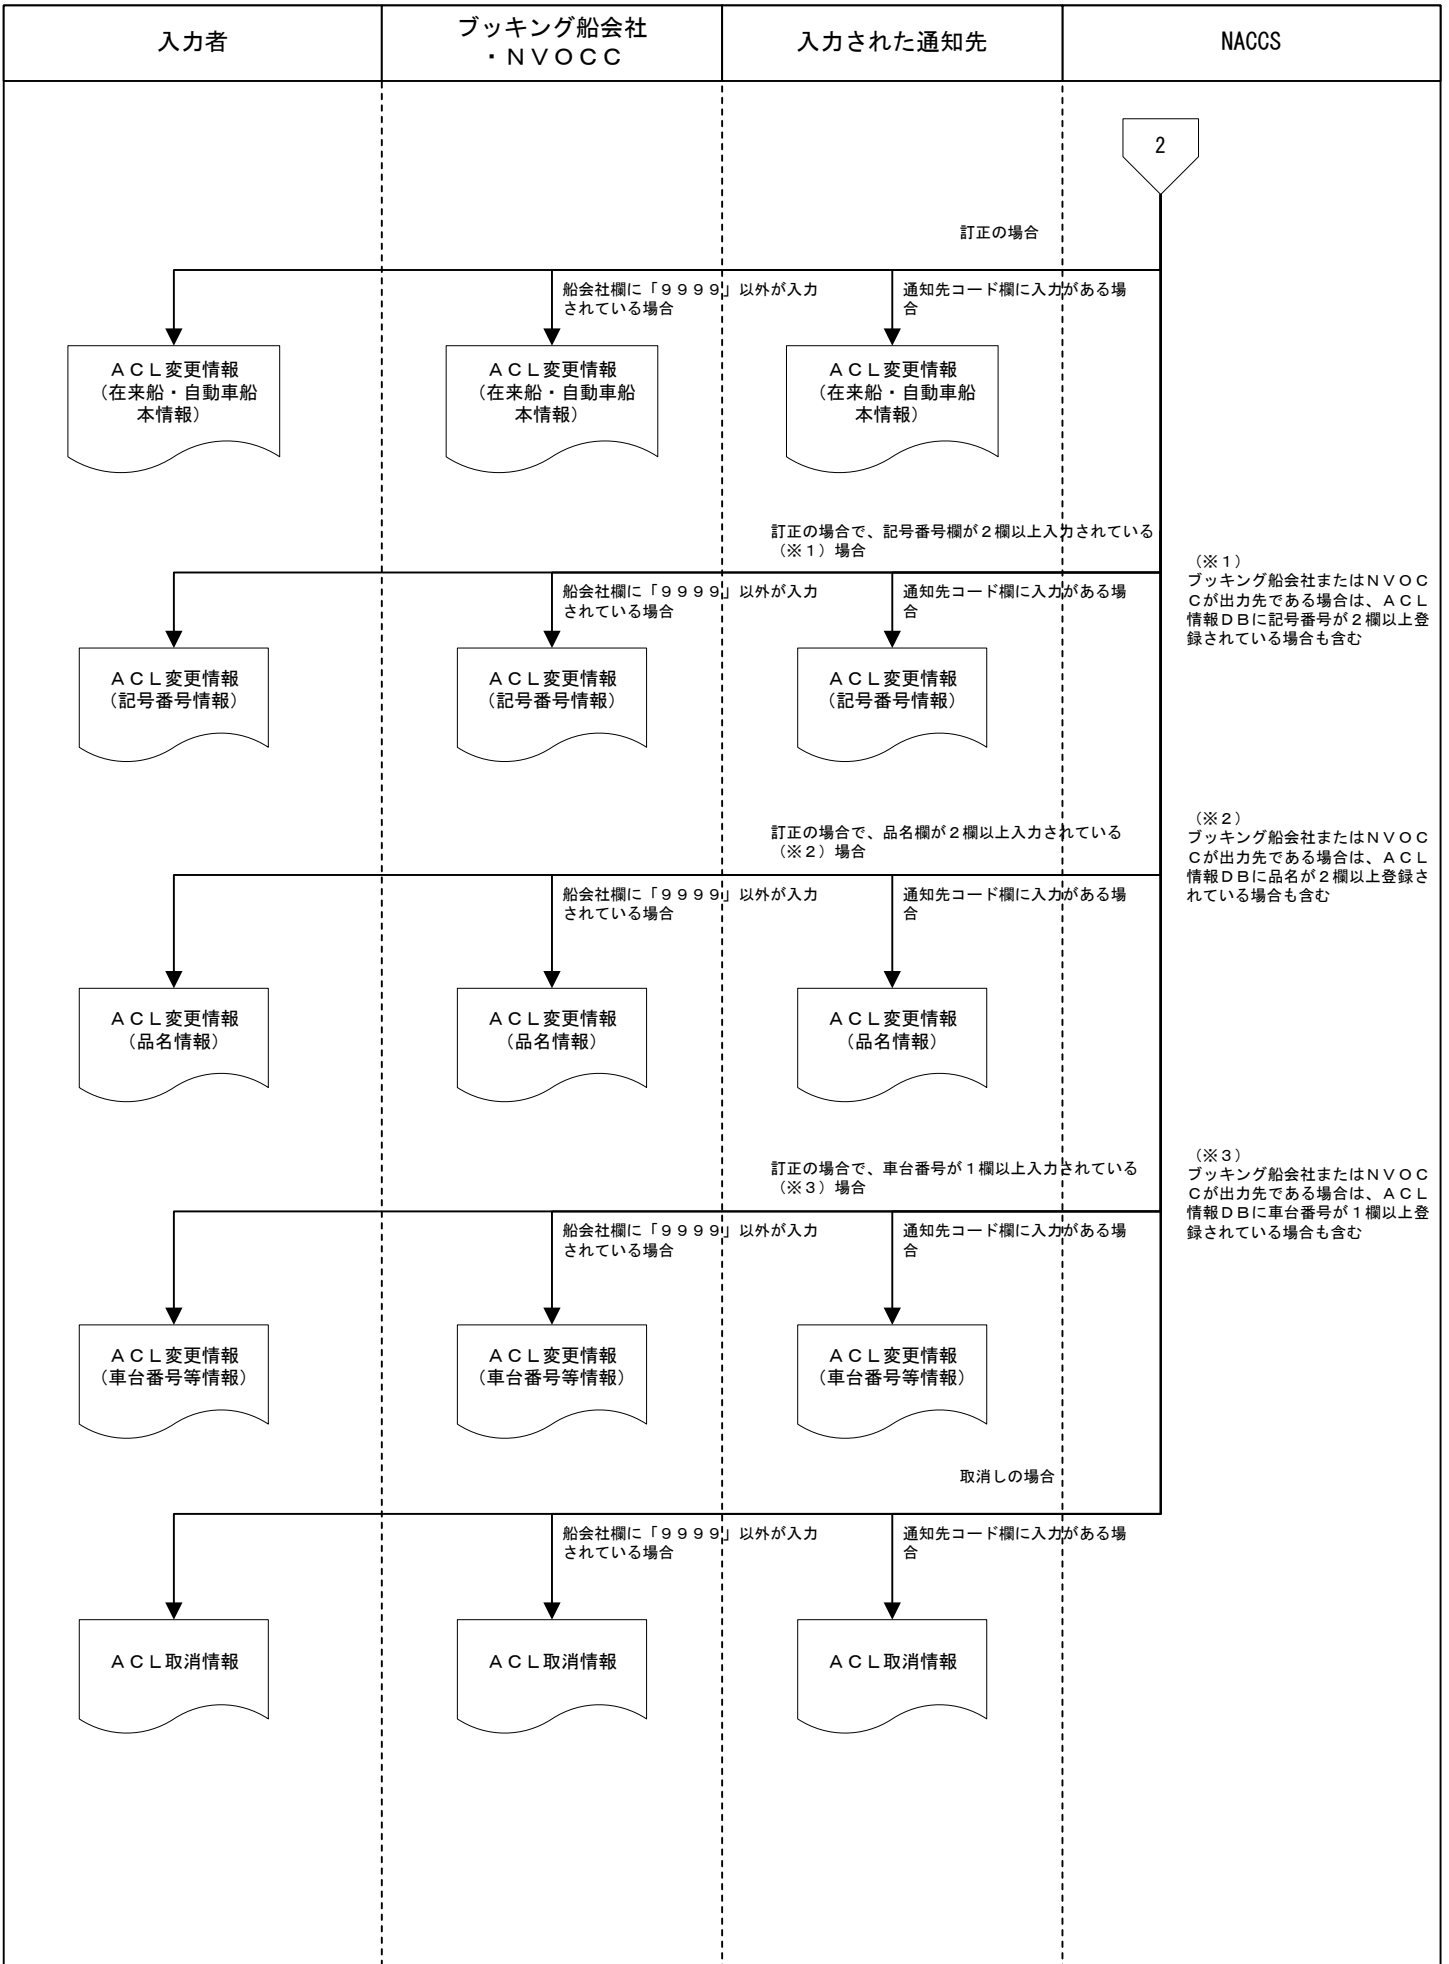 入力者
ブッキング船会社
・ＮＶＯＣＣ
入力された通知先
NACCS
2
訂正の場合
船会社欄に「９９９９」以外が入力
されている場合
通知先コード欄に入力がある場
合
ＡＣＬ変更情報
（在来船・自動車船
本情報）
ＡＣＬ変更情報
（在来船・自動車船
本情報）
ＡＣＬ変更情報
（在来船・自動車船
本情報）
訂正の場合で、記号番号欄が２欄以上入力されている
（※１）場合
（※１）
ブッキング船会社またはＮＶＯＣ
Ｃが出力先である場合は、ＡＣＬ
情報ＤＢに記号番号が２欄以上登
録されている場合も含む
船会社欄に「９９９９」以外が入力
されている場合
通知先コード欄に入力がある場
合
ＡＣＬ変更情報
（記号番号情報）
ＡＣＬ変更情報
（記号番号情報）
ＡＣＬ変更情報
（記号番号情報）
訂正の場合で、品名欄が２欄以上入力されている
（※２）場合
（※２）
ブッキング船会社またはＮＶＯＣ
Ｃが出力先である場合は、ＡＣＬ
情報ＤＢに品名が２欄以上登録さ
れている場合も含む
船会社欄に「９９９９」以外が入力
されている場合
通知先コード欄に入力がある場
合
ＡＣＬ変更情報
（品名情報）
ＡＣＬ変更情報
（品名情報）
ＡＣＬ変更情報
（品名情報）
訂正の場合で、車台番号が１欄以上入力されている
（※３）場合
（※３）
ブッキング船会社またはＮＶＯＣ
Ｃが出力先である場合は、ＡＣＬ
情報ＤＢに車台番号が１欄以上登
録されている場合も含む
船会社欄に「９９９９」以外が入力
されている場合
通知先コード欄に入力がある場
合
ＡＣＬ変更情報
（車台番号等情報）
ＡＣＬ変更情報
（車台番号等情報）
ＡＣＬ変更情報
（車台番号等情報）
取消しの場合
船会社欄に「９９９９」以外が入力
されている場合
通知先コード欄に入力がある場
合
ＡＣＬ取消情報
ＡＣＬ取消情報
ＡＣＬ取消情報